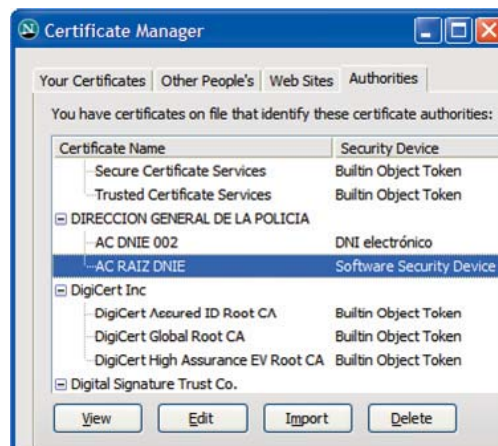 Certificate Manager
Your Certificates Other People's Web Sites Authorities
You have certificates on file that identify these certificate authorities:
Certificate Name Security Device
Secure Certificate Services Builtin Object Token
Trusted Certificate Services Builtin Object Token
DIRECCION GENERAL DE LA POLICIA
AC DNIE 002 DNI electrónico
AC RAIZ DNIE Software Security Device
DigiCert Inc
DigiCert Assured ID Root CA Builtin Object Token
DigiCert Global Root CA Builtin Object Token
DigiCert High Assurance EV Root CA Builtin Object Token
Digital Signature Trust Co.
View Edit Import Delete